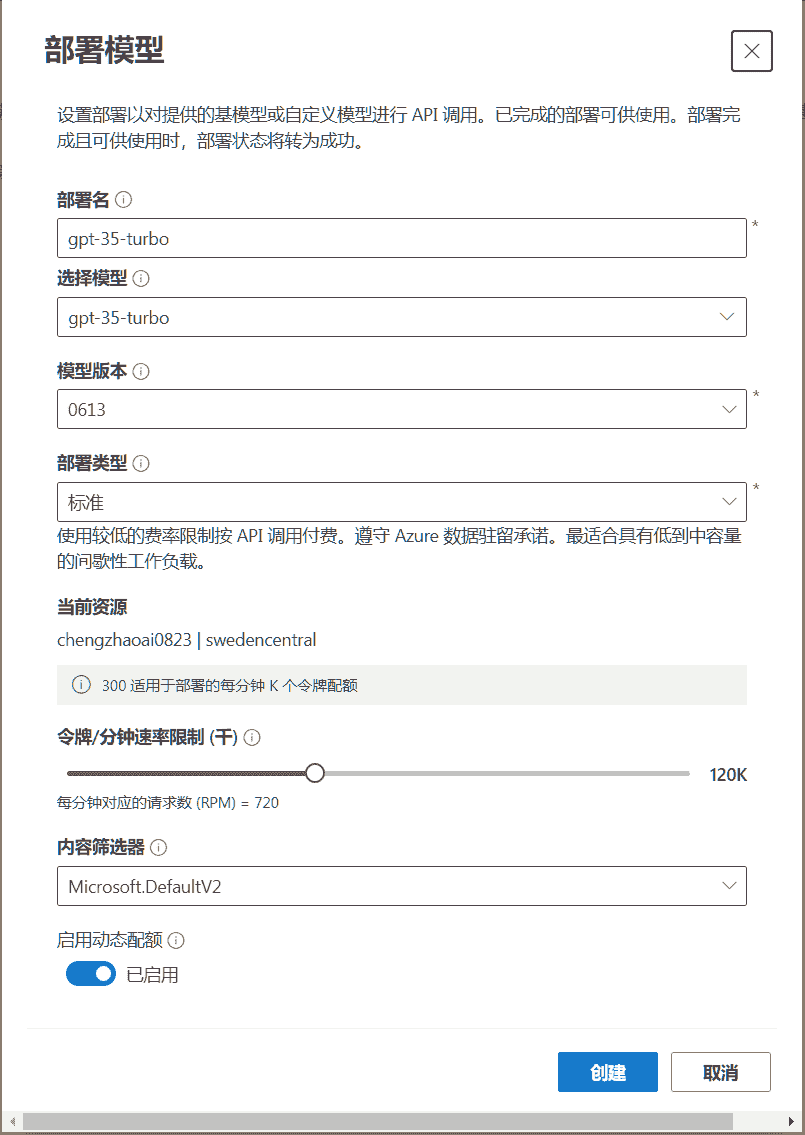 部署模型
设置部署以对提供的基模型或自定义模型进行 API 调用。已完成的部署可供使用。部署完
成且可供使用时，部署状态将转为成功。
部署名
*
gpt-35-turbo
选择模型
gpt-35-turbo
模型版本
*
0613
部署类型
*
标准
使用较低的费率限制按 API 调用付费。遵守 Azure 数据驻留承诺。最适合具有低到中容量
的间歇性工作负载。
当前资源
chengzhaoai0823 | swedencentral
300 适用于部署的每分钟 K 个令牌配额
令牌/分钟速率限制 (千)
120K
每分钟对应的请求数 (RPM) = 720
内容筛选器
Microsoft.DefaultV2
启用动态配额
已启用
创建
取消